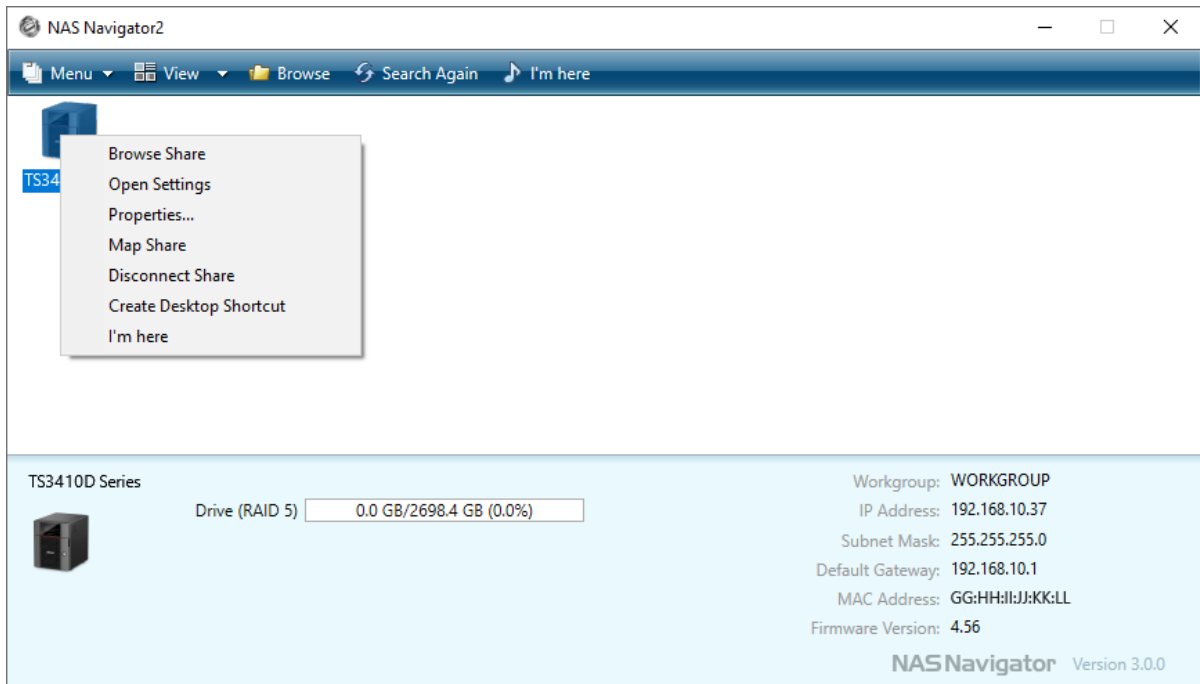 NAS Navigator2
Menu View Browse Search Again I'm here
TS34
Browse Share
Open Settings
Properties...
Map Share
Disconnect Share
Create Desktop Shortcut
I'm here
TS3410D Series
Drive (RAID 5) 0.0 GB/2698.4 GB (0.0%)
Workgroup: WORKGROUP
IP Address: 192.168.10.37
Subnet Mask: 255.255.255.0
Default Gateway: 192.168.10.1
MAC Address: GG:HH:II:JJ:KK:LL
Firmware Version: 4.56
NAS Navigator Version 3.0.0